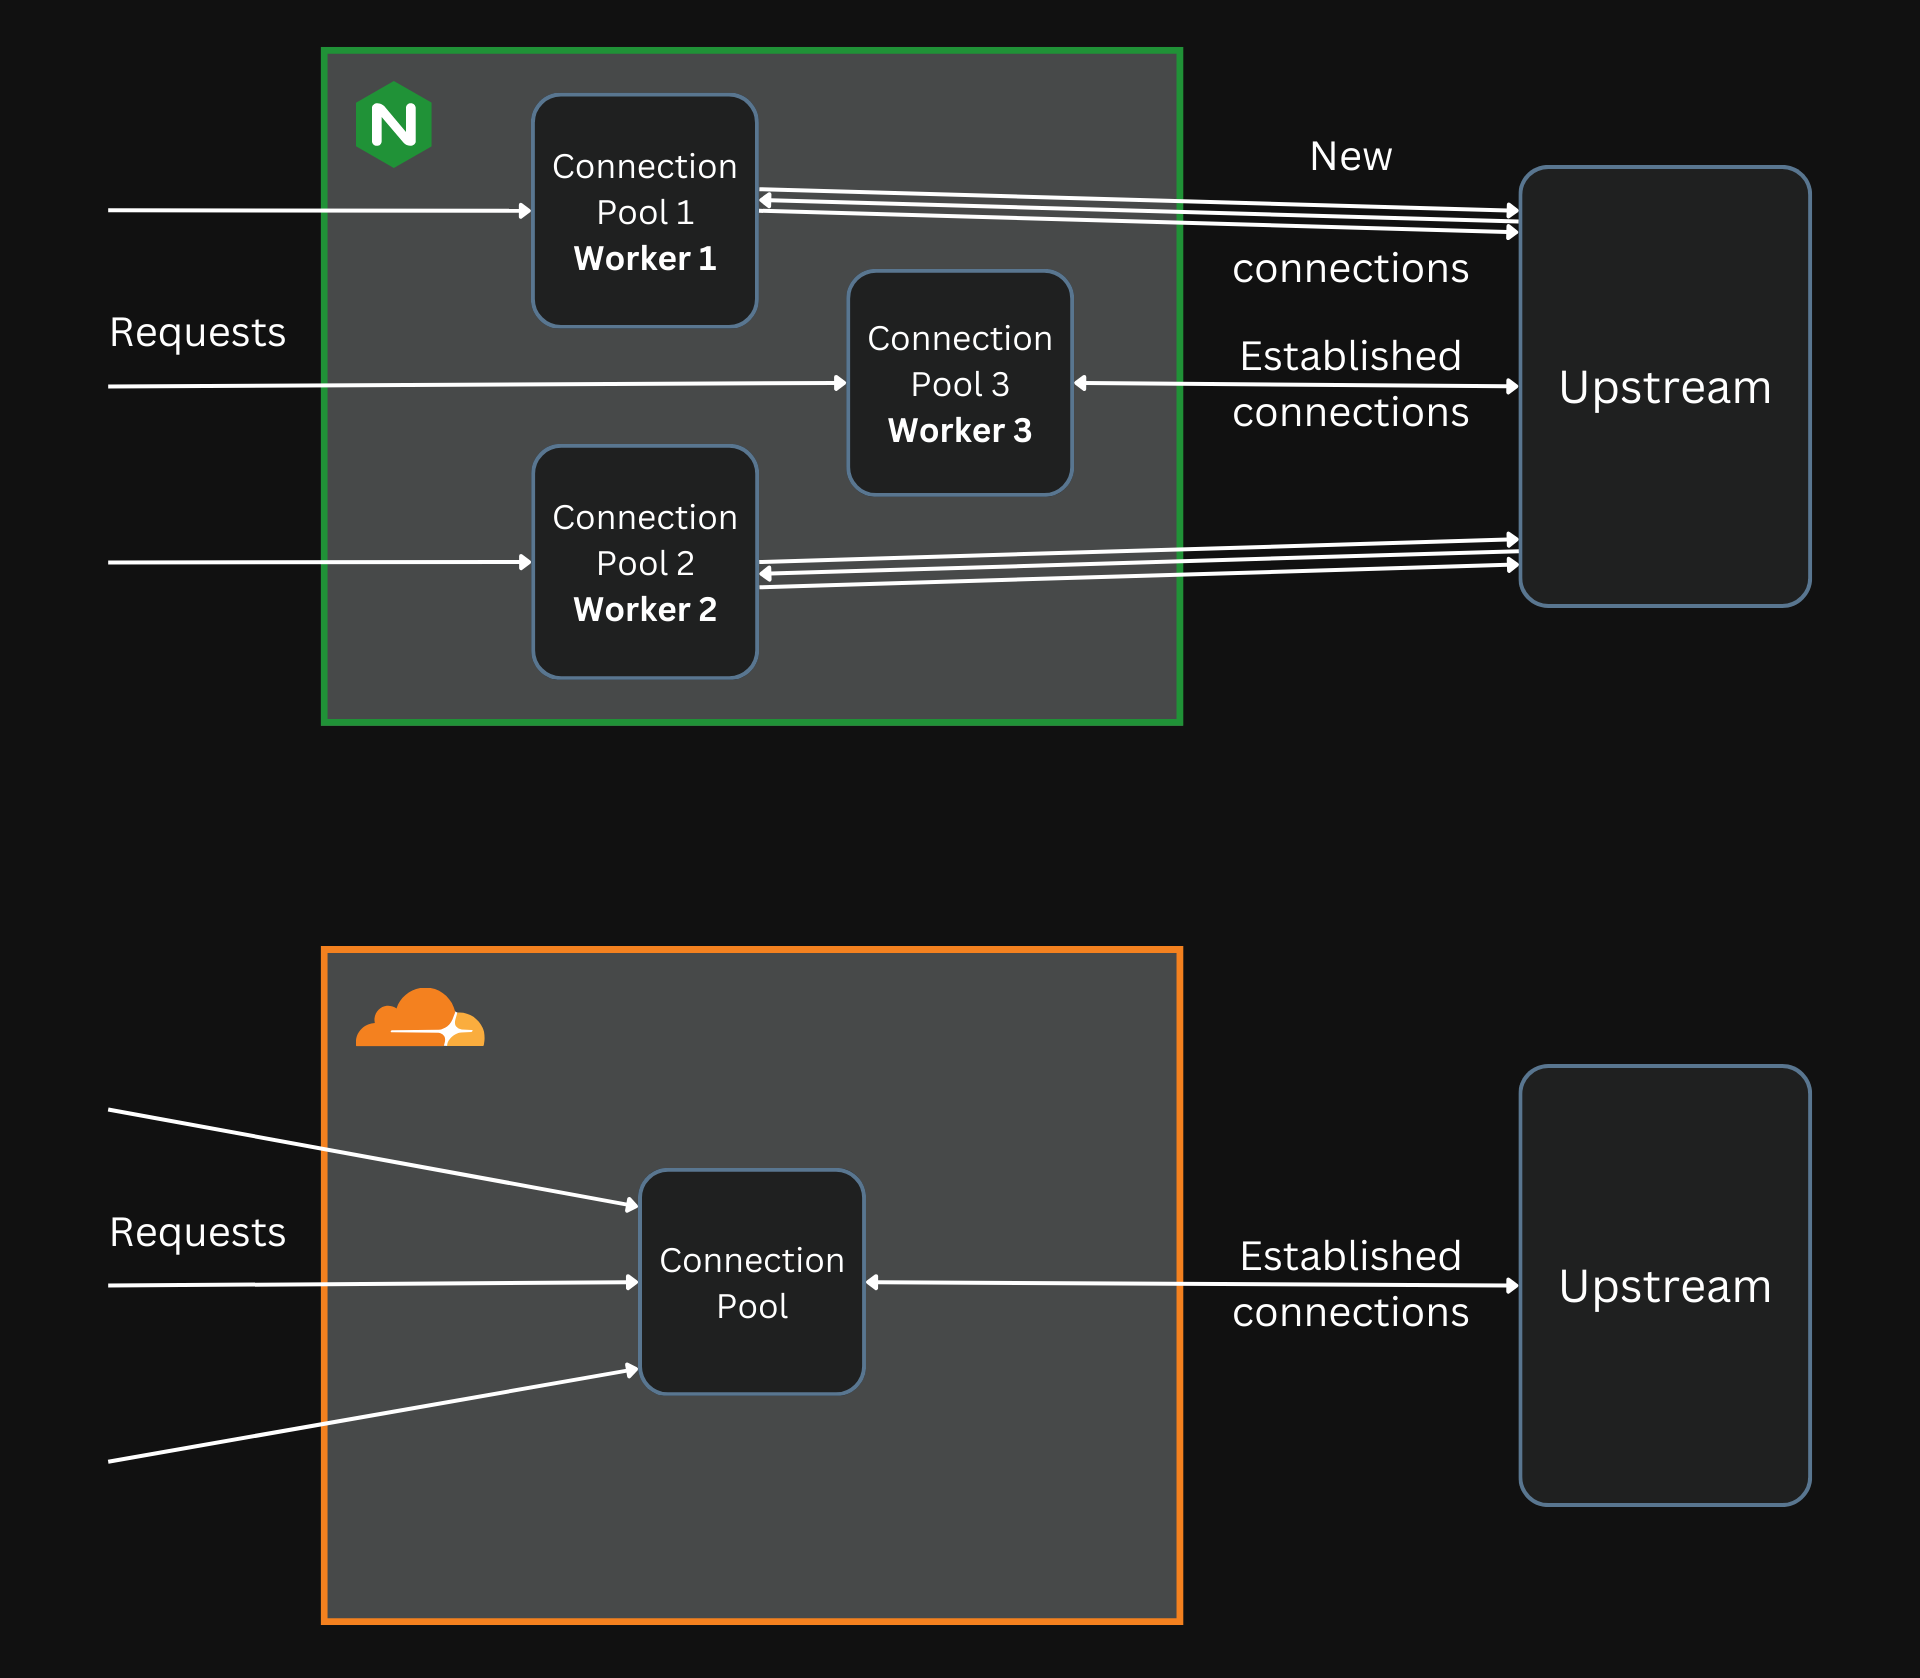 N
Connection
Pool 1
Worker 1
New
connections
Requests
Connection
Pool 3
Worker 3
Established
connections
Upstream
Connection
Pool 2
Worker 2
Requests
Connection
Pool
Established
connections
Upstream